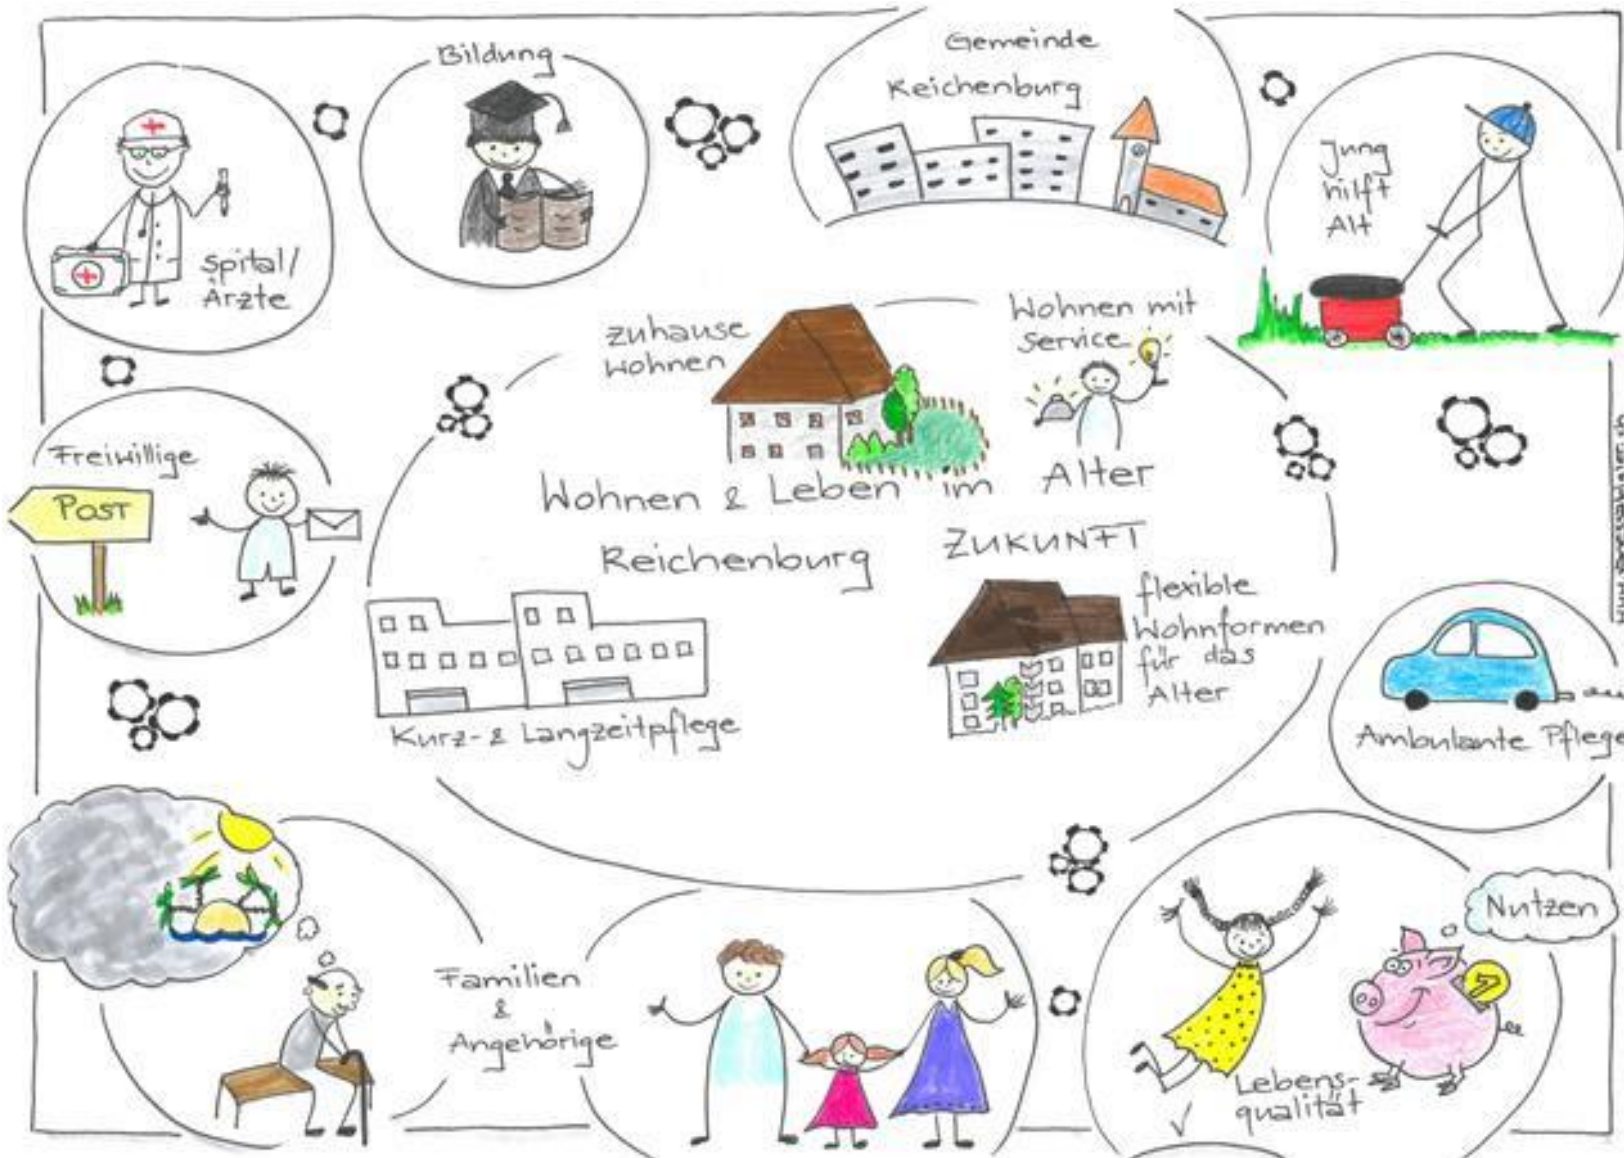 Bildung
Gemeinde
Reichenburg
Jung
hilft
Alt
Spital/
Ärzte
zuhause
wohnen
Wohnen mit
Service
Freiwillige
POST
Wohnen & Leben im Alter
Reichenburg
ZUKUNFT
flexible
Wohnformen
für das
Alter
Kurz- & Langzeitpflege
Ambulante Pflege
Familien
&
Angehörige
Nutzen
Lebens-
qualität